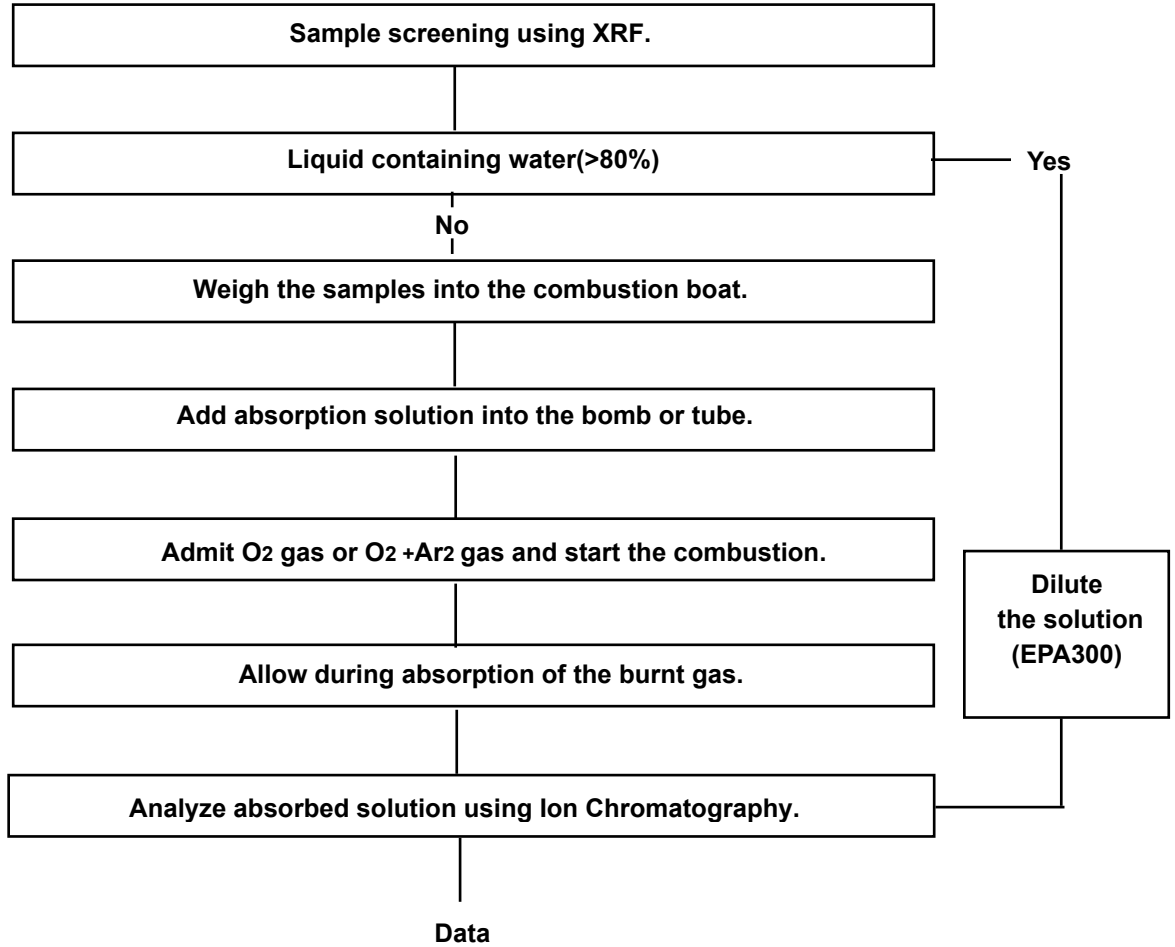 Sample screening using XRF.
Liquid containing water(>80%)
Yes
No
Weigh the samples into the combustion boat.
Add absorption solution into the bomb or tube.
Admit O2 gas or O2 +Ar2 gas and start the combustion.
Dilute
the solution
(EPA300)
Allow during absorption of the burnt gas.
Analyze absorbed solution using Ion Chromatography.
Data